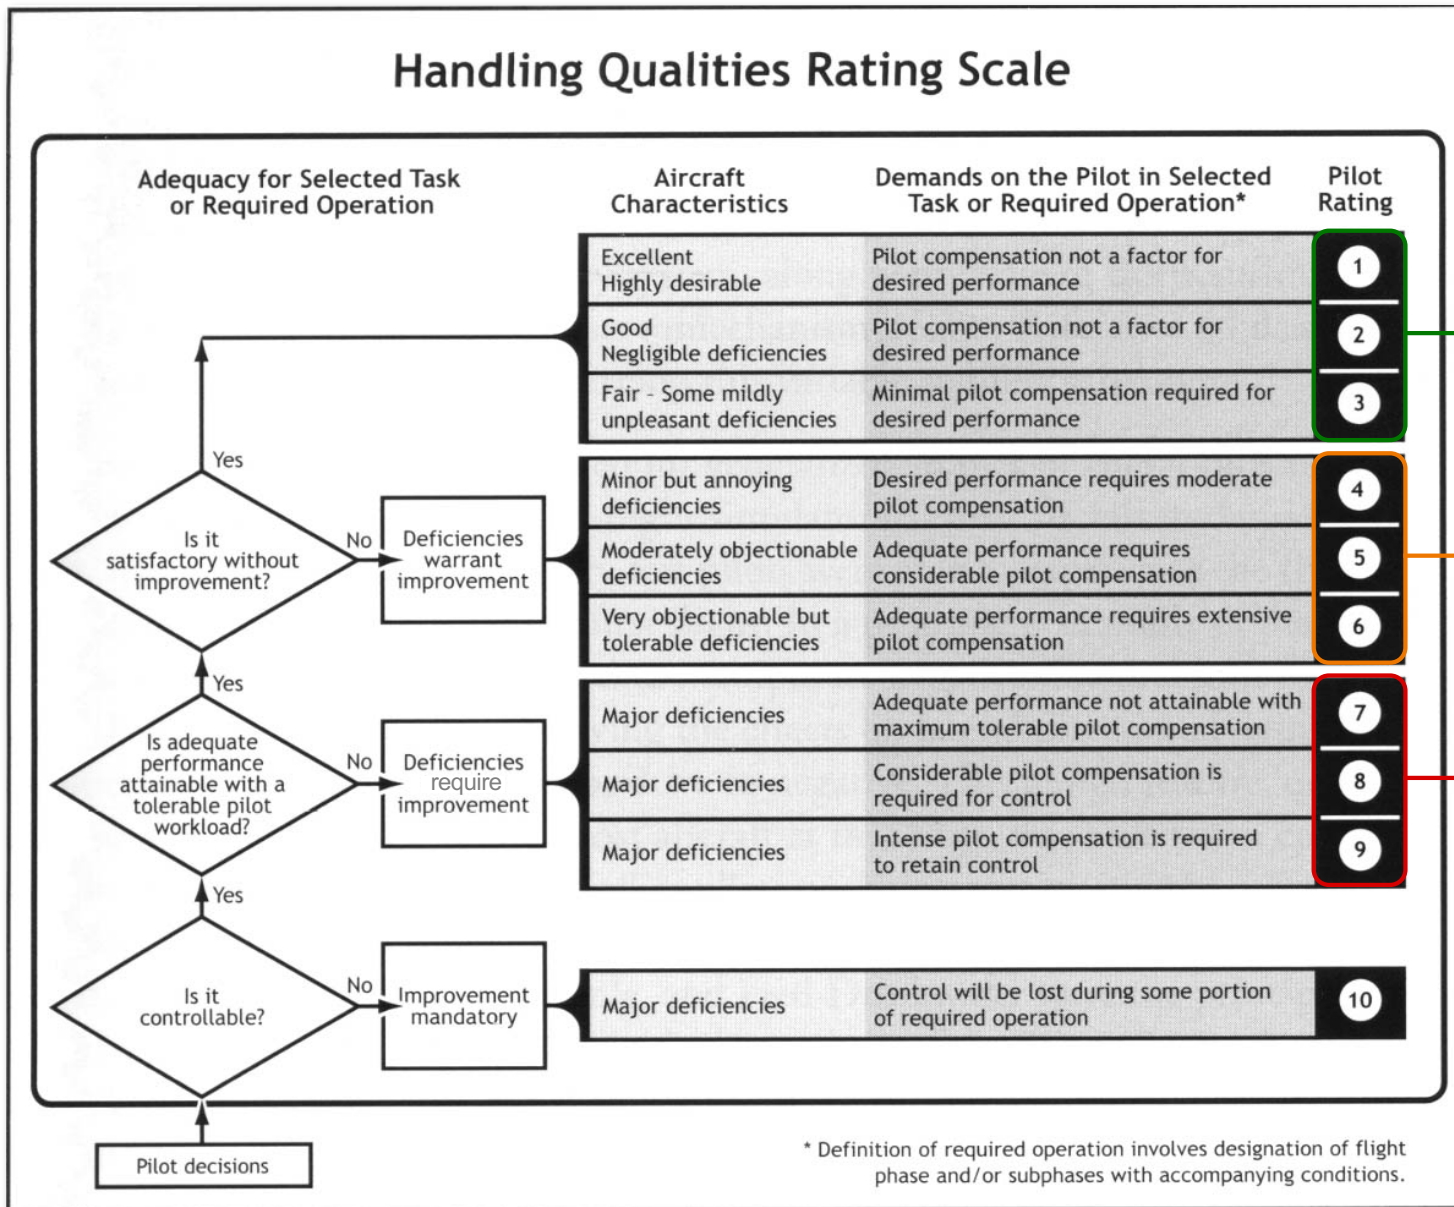 Handling Qualities Rating Scale
Adequacy for Selected Task
or Required Operation
Aircraft
Characteristics
Demands on the Pilot in Selected
Task or Required Operation*
Pilot
Rating
Excellent
Highly desirable
Pilot compensation not a factor for
desired performance
1
Good
Negligible deficiencies
Pilot compensation not a factor for
desired performance
2
Fair – Some mildly
unpleasant deficiencies
Minimal pilot compensation required for
desired performance
3
Yes
Is it
satisfactory without
improvement?
No
Deficiencies
warrant
improvement
Minor but annoying
deficiencies
Desired performance requires moderate
pilot compensation
4
Moderately objectionable
deficiencies
Adequate performance requires
considerable pilot compensation
5
Very objectionable but
tolerable deficiencies
Adequate performance requires extensive
pilot compensation
6
Yes
Is adequate
performance
attainable with a
tolerable pilot
workload?
No
Deficiencies
require
improvement
Major deficiencies
Adequate performance not attainable with
maximum tolerable pilot compensation
7
Major deficiencies
Considerable pilot compensation is
required for control
8
Major deficiencies
Intense pilot compensation is required
to retain control
9
Yes
Is it
controllable?
No
Improvement
mandatory
Major deficiencies
Control will be lost during some portion
of required operation
10
Pilot decisions
* Definition of required operation involves designation of flight
phase and/or subphases with accompanying conditions.